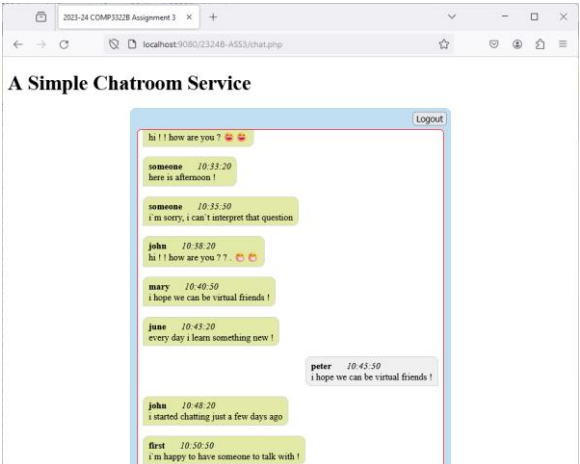 2023-24 COMP3322B Assignment 3
localhost:9080/2324B-ASS3/chat.php
A Simple Chatroom Service
Logout
hi ! ! how are you ?
someone 10:33:20
here is afternoon !
someone 10:35:50
i`m sorry, i can`t interpret that question
john 10:38:20
hi ! ! how are you ? ? .
mary 10:40:50
i hope we can be virtual friends !
june 10:43:20
every day i learn something new !
peter 10:45:50
i hope we can be virtual friends !
john 10:48:20
i started chatting just a few days ago
first 10:50:50
i`m happy to have someone to talk with !